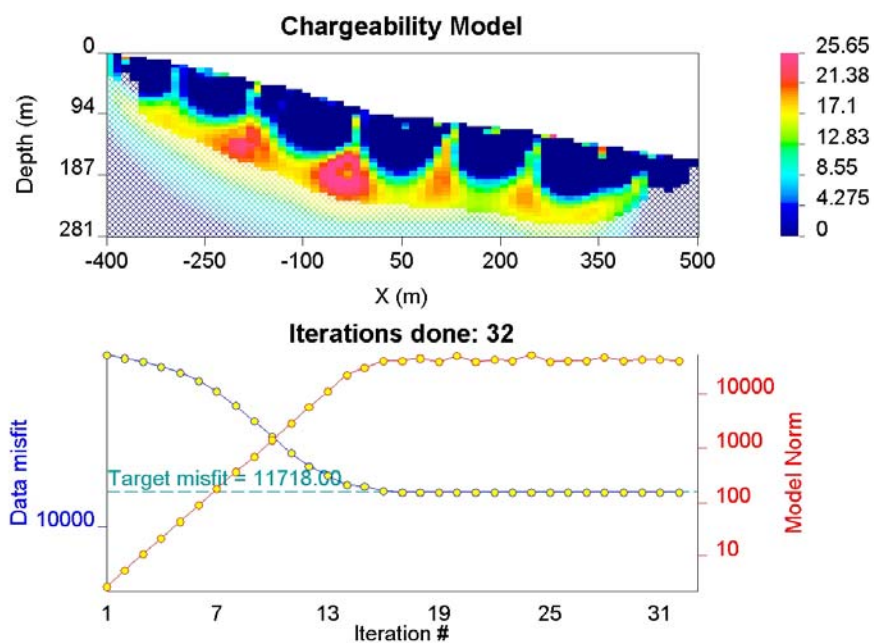 Chargeability Model
Depth (m)
0
94
187
281
-400 -250 -100 50 200 350 500
X (m)
25.65
21.38
17.1
12.83
8.55
4.275
0
Iterations done: 32
Data misfit
10000
Target misfit = 11718.00
10000
1000
100
10
Model Norm
1 7 13 19 25 31
Iteration #